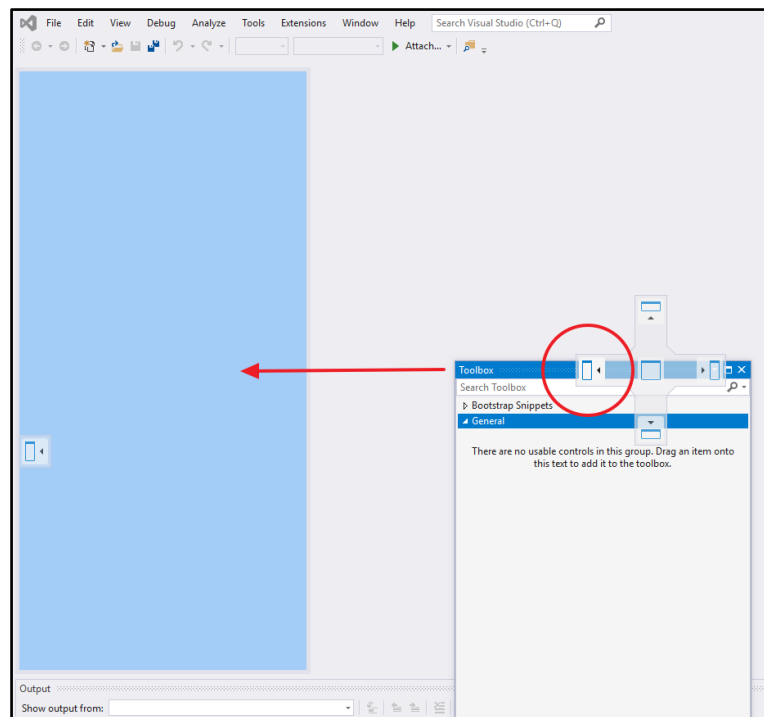 File Edit View Debug Analyze Tools Extensions Window Help Search Visual Studio (Ctrl+Q)
Attach...
Toolbox
Search Toolbox
Bootstrap Snippets
General
There are no usable controls in this group. Drag an item onto
this text to add it to the toolbox.
Output
Show output from: